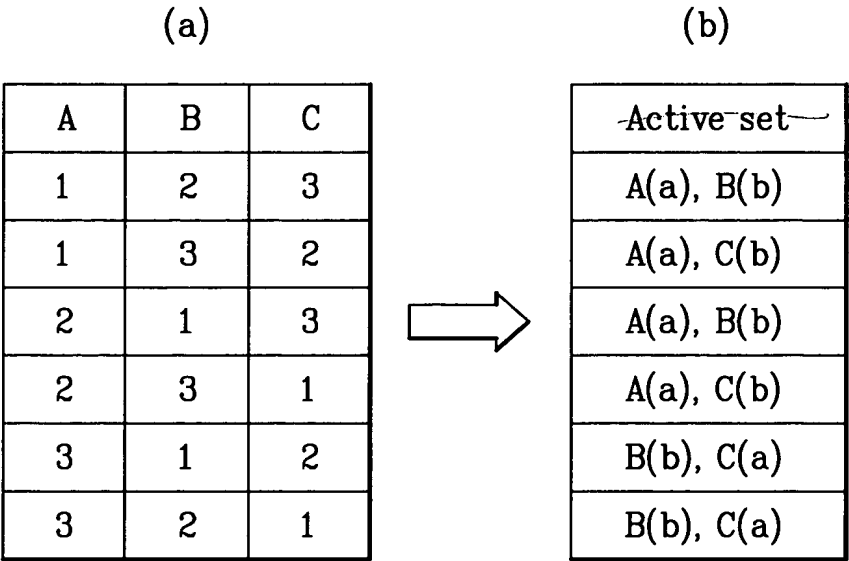 (a) (b)
A B C Active set
1 2 3 A(a), B(b)
1 3 2 A(a), C(b)
2 1 3 A(a), B(b)
2 3 1 A(a), C(b)
3 1 2 B(b), C(a)
3 2 1 B(b), C(a)